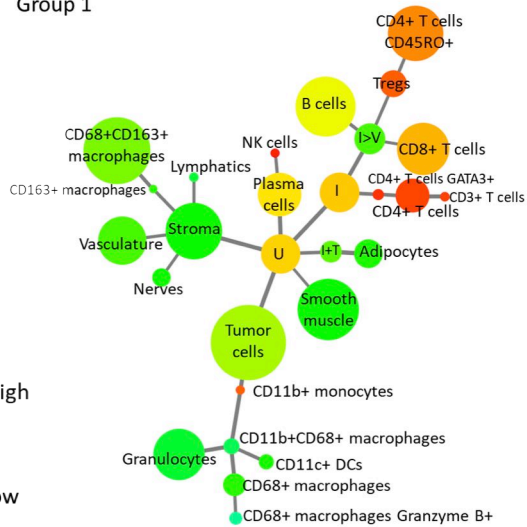 Group 1
CD4+ T cells
CD45RO+
Tregs
B cells
I>V
CD8+ T cells
CD68+CD163+
macrophages
NK cells
Lymphatics
CD4+ T cells GATA3+
CD163+ macrophages
Plasma
cells
I
CD3+ T cells
CD4+ T cells
Stroma
Vasculature
U
I+T
Adipocytes
Nerves
Smooth
muscle
Tumor
cells
igh
CD11b+ monocytes
CD11b+CD68+ macrophages
Granulocytes
CD11c+ DCs
CD68+ macrophages
ow
CD68+ macrophages Granzyme B+